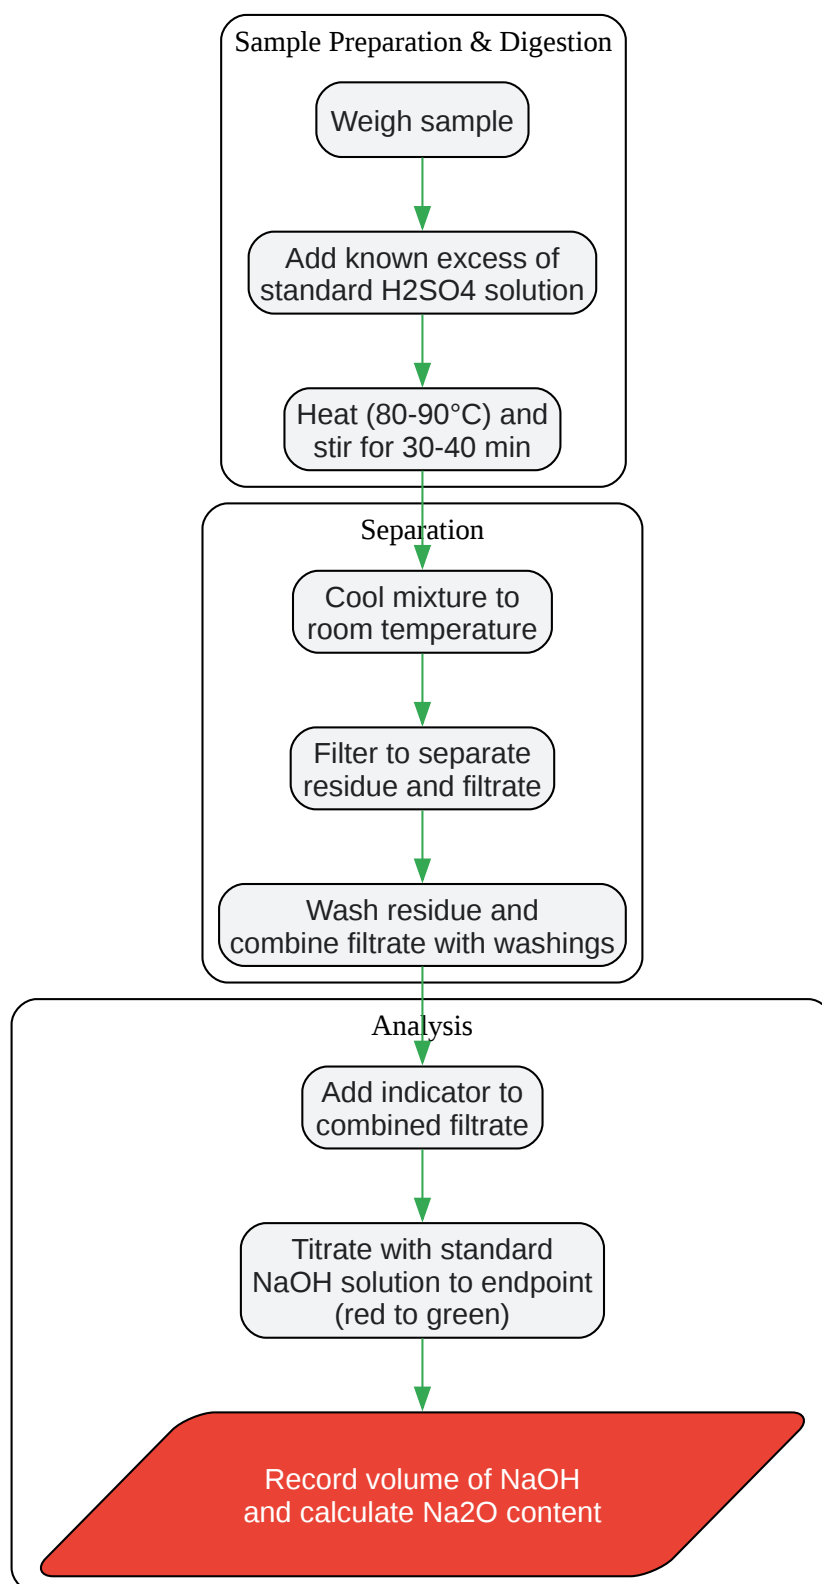 Sample Preparation & Digestion
Weigh sample
Add known excess of
standard H2SO4 solution
Heat (80-90°C) and
stir for 30-40 min
Separation
Cool mixture to
room temperature
Filter to separate
residue and filtrate
Wash residue and
combine filtrate with washings
Analysis
Add indicator to
combined filtrate
Titrate with standard
NaOH solution to endpoint
(red to green)
Record volume of NaOH
and calculate Na2O content